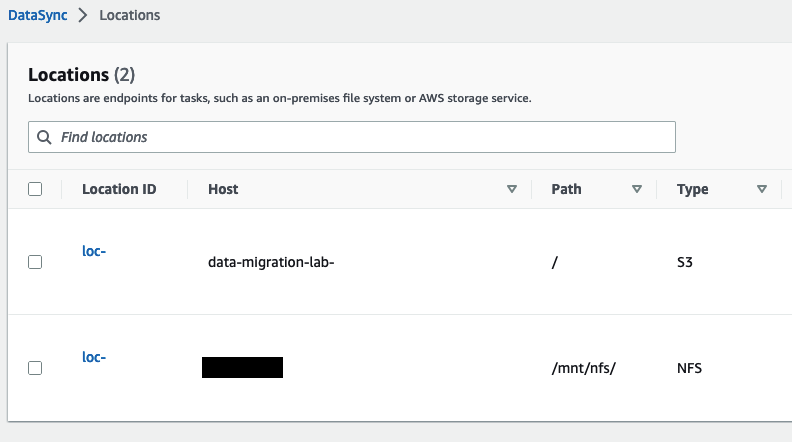 DataSync > Locations
Locations (2)
Locations are endpoints for tasks, such as an on-premises file system or AWS storage service.
Find locations
Location ID Host Path Type
loc- data-migration-lab- / S3
loc- /mnt/nfs/ NFS